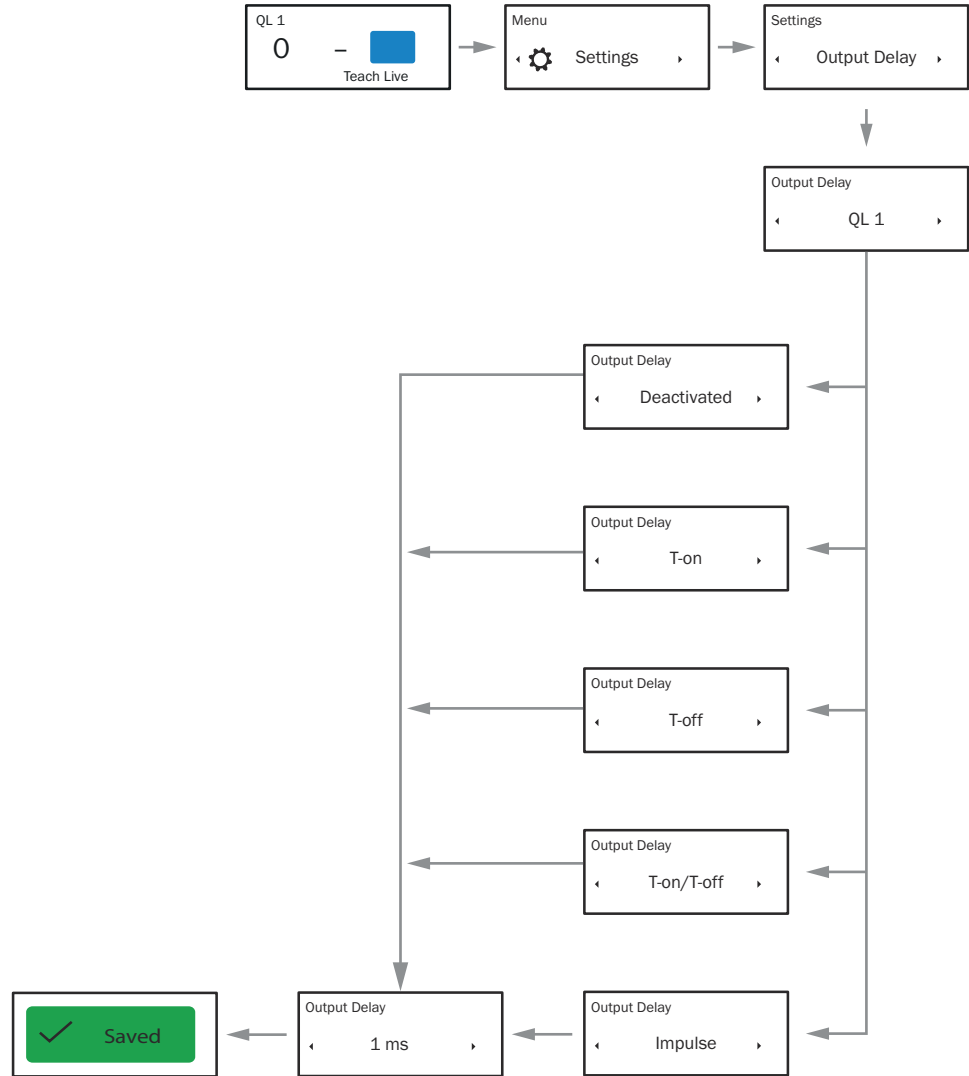 QL 1
0 –
Teach Live
Menu
Settings
Settings
Output Delay
Output Delay
QL 1
Output Delay
Deactivated
Output Delay
T-on
Output Delay
T-off
Output Delay
T-on/T-off
Output Delay
Impulse
Output Delay
1 ms
Saved